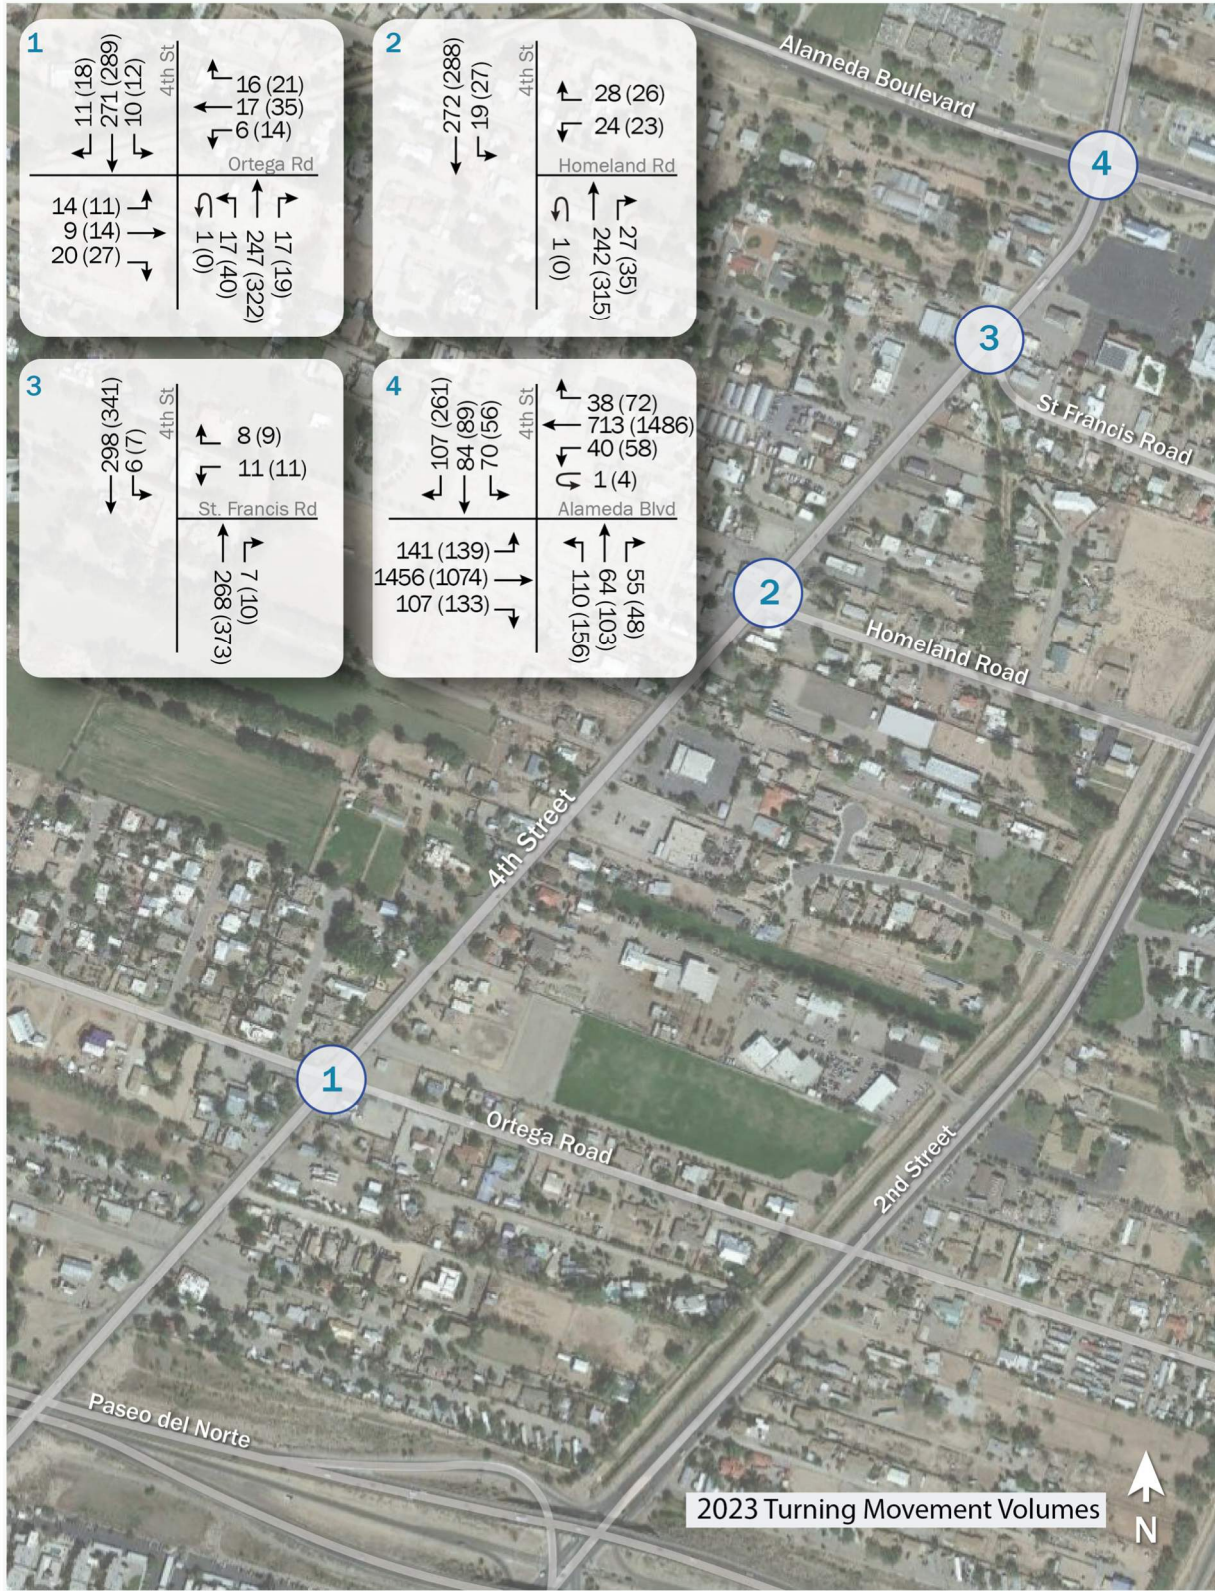 1
4th St
11 (18)
271 (289)
10 (12)
16 (21)
17 (35)
6 (14)
Ortega Rd
14 (11)
9 (14)
20 (27)
1 (0)
17 (40)
247 (322)
17 (19)
2
4th St
272 (288)
19 (27)
28 (26)
24 (23)
Homeland Rd
1 (0)
242 (315)
27 (35)
3
4th St
298 (341)
6 (7)
8 (9)
11 (11)
St. Francis Rd
268 (373)
7 (10)
4
4th St
107 (261)
84 (89)
70 (56)
38 (72)
713 (1486)
40 (58)
1 (4)
Alameda Blvd
141 (139)
1456 (1074)
107 (133)
110 (156)
64 (103)
55 (48)
Alameda Boulevard
4
3
St Francis Road
2
Homeland Road
4th Street
1
Ortega Road
2nd Street
Paseo del Norte
2023 Turning Movement Volumes
N